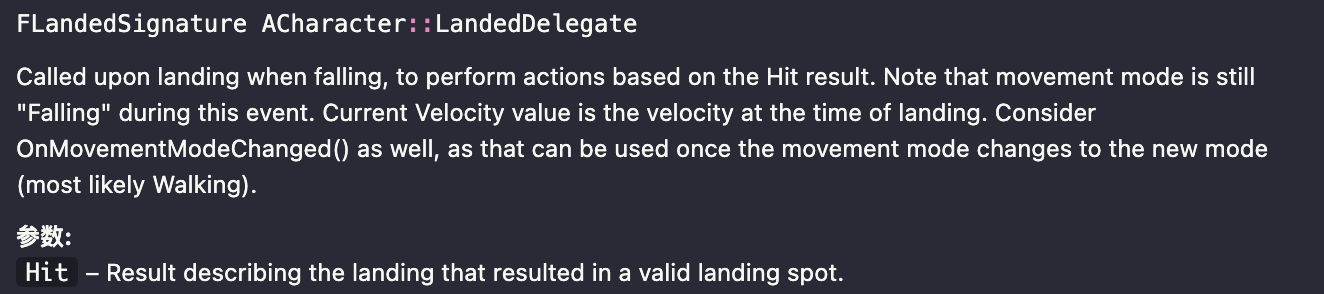 FLandedSignature ACharacter::LandedDelegate
Called upon landing when falling, to perform actions based on the Hit result. Note that movement mode is still
"Falling" during this event. Current Velocity value is the velocity at the time of landing. Consider
OnMovementModeChanged() as well, as that can be used once the movement mode changes to the new mode
(most likely Walking).
参数:
Hit – Result describing the landing that resulted in a valid landing spot.